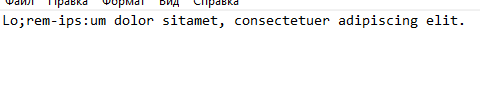 Файл Правка Формат Вид Справка
Lo;rem-ips:um dolor sitamet, consectetuer adipiscing elit.